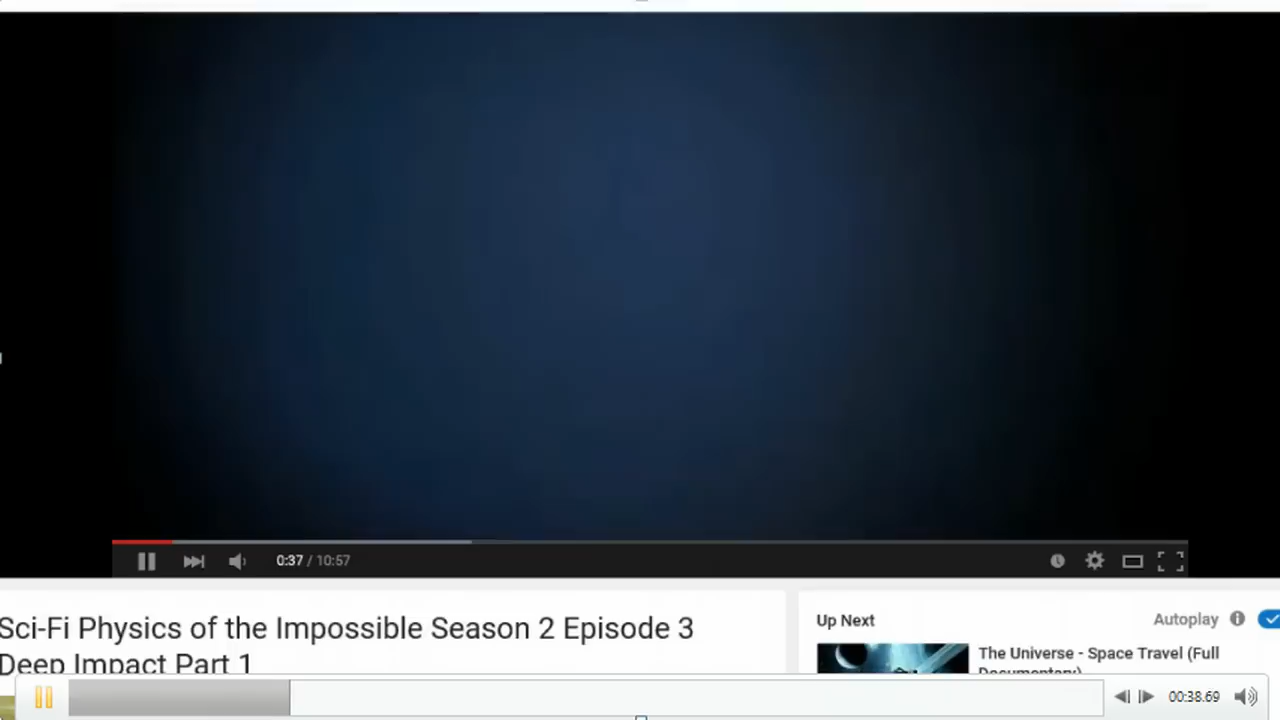 0:37 / 10:57
Sci-Fi Physics of the Impossible Season 2 Episode 3
Deep Impact Part 1
Up Next
Autoplay
The Universe - Space Travel (Full
Documentary)
00:38.69